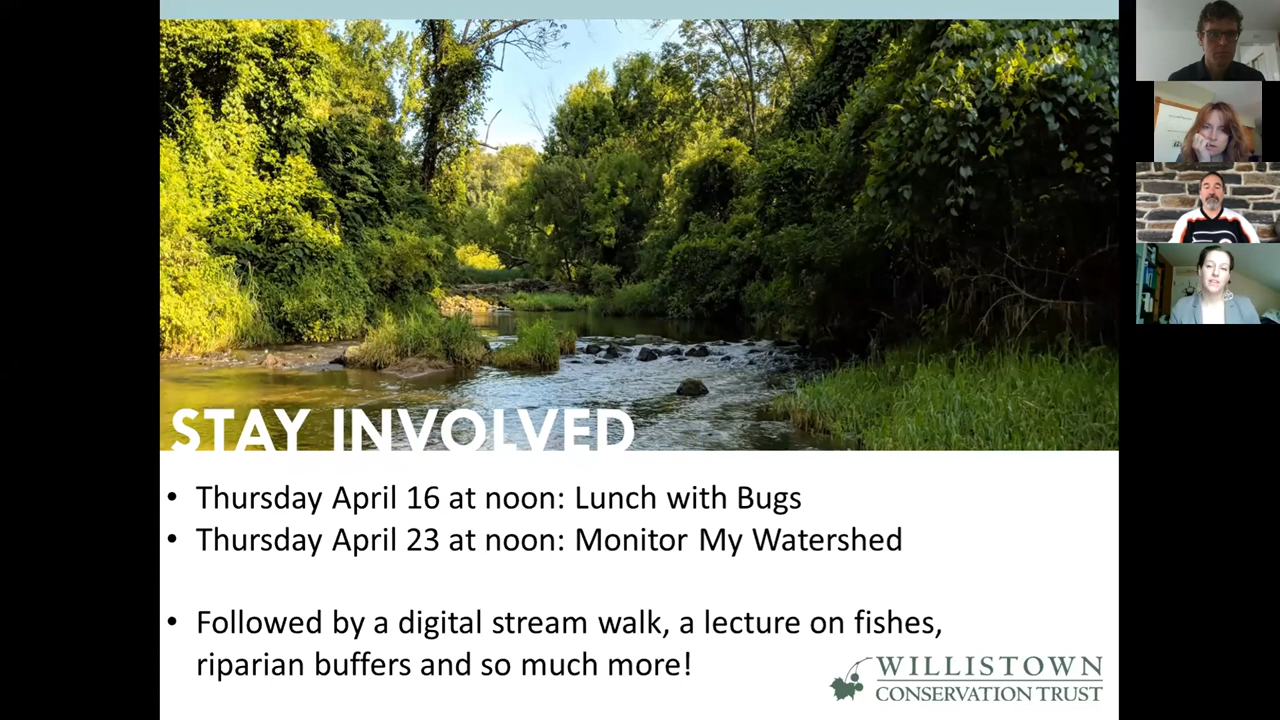 STAY INVOLVED
• Thursday April 16 at noon: Lunch with Bugs
• Thursday April 23 at noon: Monitor My Watershed
• Followed by a digital stream walk, a lecture on fishes,
riparian buffers and so much more!
WILLISTOWN
CONSERVATION TRUST